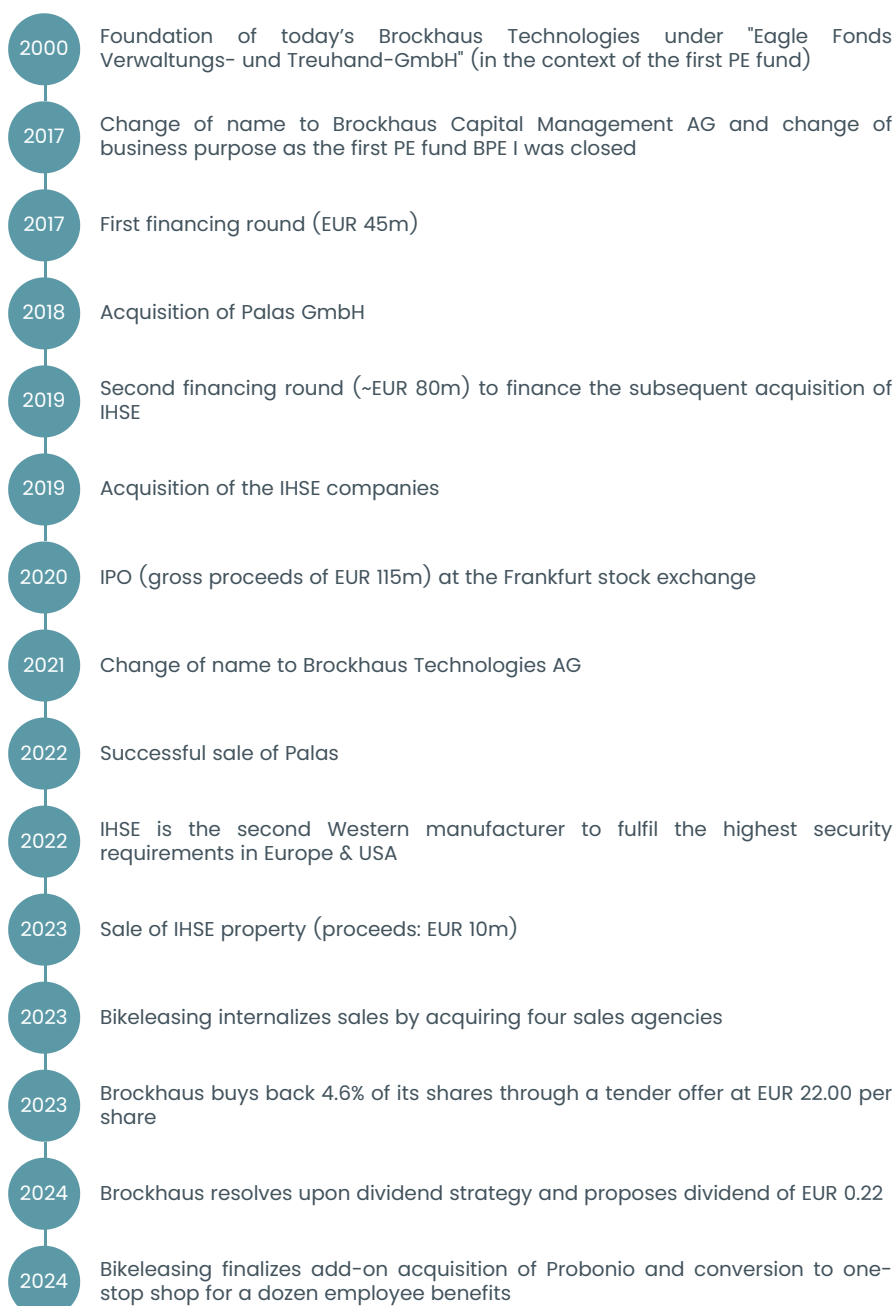 2000
Foundation of today’s Brockhaus Technologies under "Eagle Fonds
Verwaltungs- und Treuhand-GmbH" (in the context of the first PE fund)
2017
Change of name to Brockhaus Capital Management AG and change of
business purpose as the first PE fund BPE I was closed
2017
First financing round (EUR 45m)
2018
Acquisition of Palas GmbH
2019
Second financing round (~EUR 80m) to finance the subsequent acquisition of
IHSE
2019
Acquisition of the IHSE companies
2020
IPO (gross proceeds of EUR 115m) at the Frankfurt stock exchange
2021
Change of name to Brockhaus Technologies AG
2022
Successful sale of Palas
2022
IHSE is the second Western manufacturer to fulfil the highest security
requirements in Europe & USA
2023
Sale of IHSE property (proceeds: EUR 10m)
2023
Bikeleasing internalizes sales by acquiring four sales agencies
2023
Brockhaus buys back 4.6% of its shares through a tender offer at EUR 22.00 per
share
2024
Brockhaus resolves upon dividend strategy and proposes dividend of EUR 0.22
2024
Bikeleasing finalizes add-on acquisition of Probonio and conversion to one-
stop shop for a dozen employee benefits